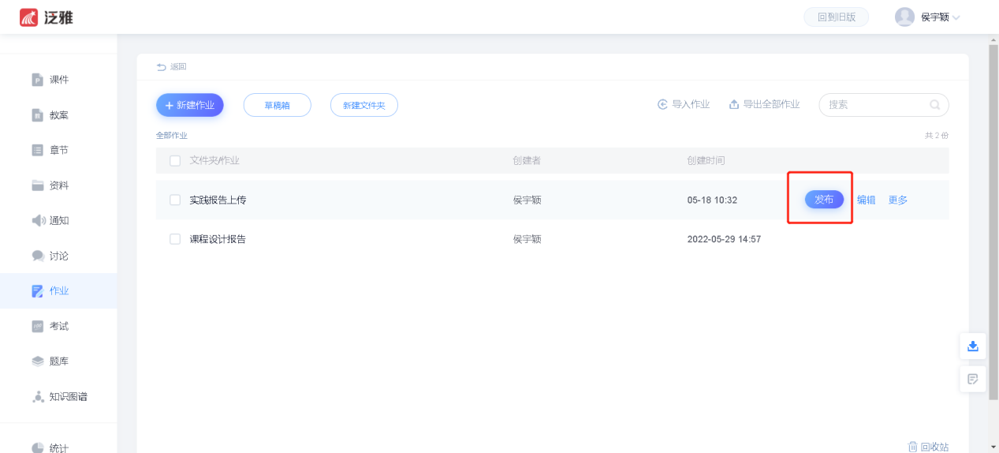 泛雅
回到旧版
侯宇颖
课件
教案
章节
资料
通知
讨论
作业
考试
题库
知识图谱
统计
返回
+ 新建作业 草稿箱 新建文件夹 导入作业 导出全部作业 搜索
全部作业 共 2 份
文件夹/作业 创建者 创建时间
实践报告上传 侯宇颖 05-18 10:32 发布 编辑 更多
课程设计报告 侯宇颖 2022-05-29 14:57
回收站